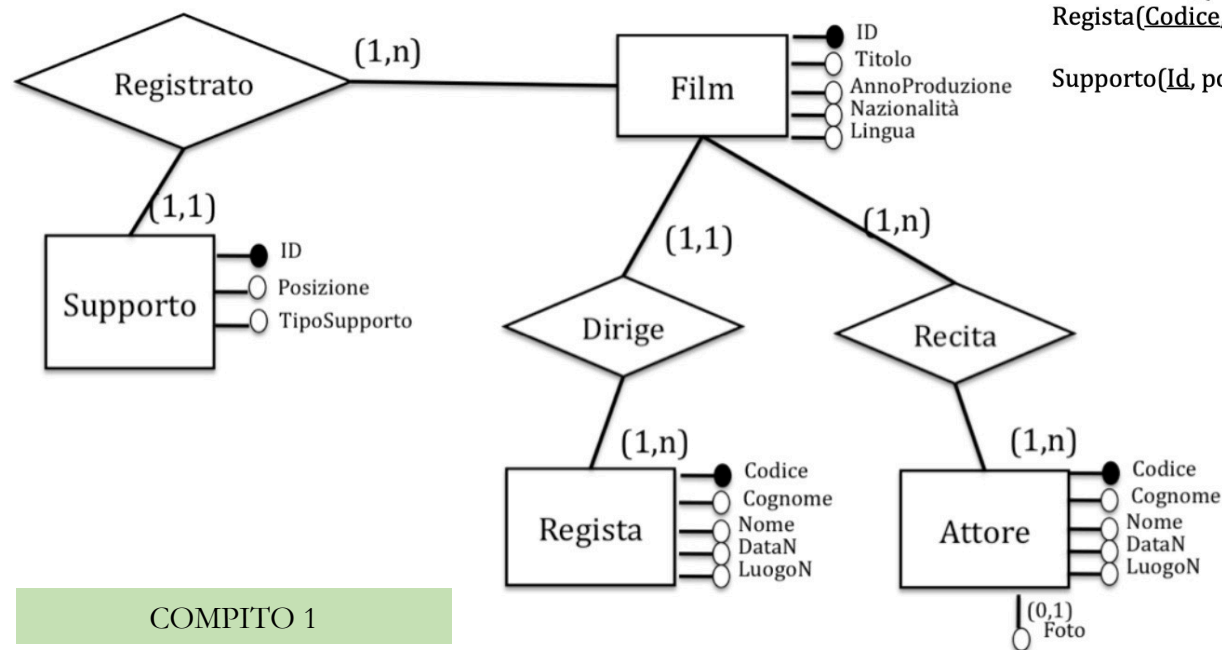 Regista(Codice,
Supporto(Id, po
Registrato
(1,n)
Film
ID
Titolo
AnnoProduzione
Nazionalità
Lingua
(1,1)
Supporto
ID
Posizione
TipoSupporto
(1,1)
(1,n)
Dirige
Recita
(1,n)
(1,n)
Regista
Codice
Cognome
Nome
DataN
LuogoN
Attore
Codice
Cognome
Nome
DataN
LuogoN
(0,1)
Foto
COMPITO 1